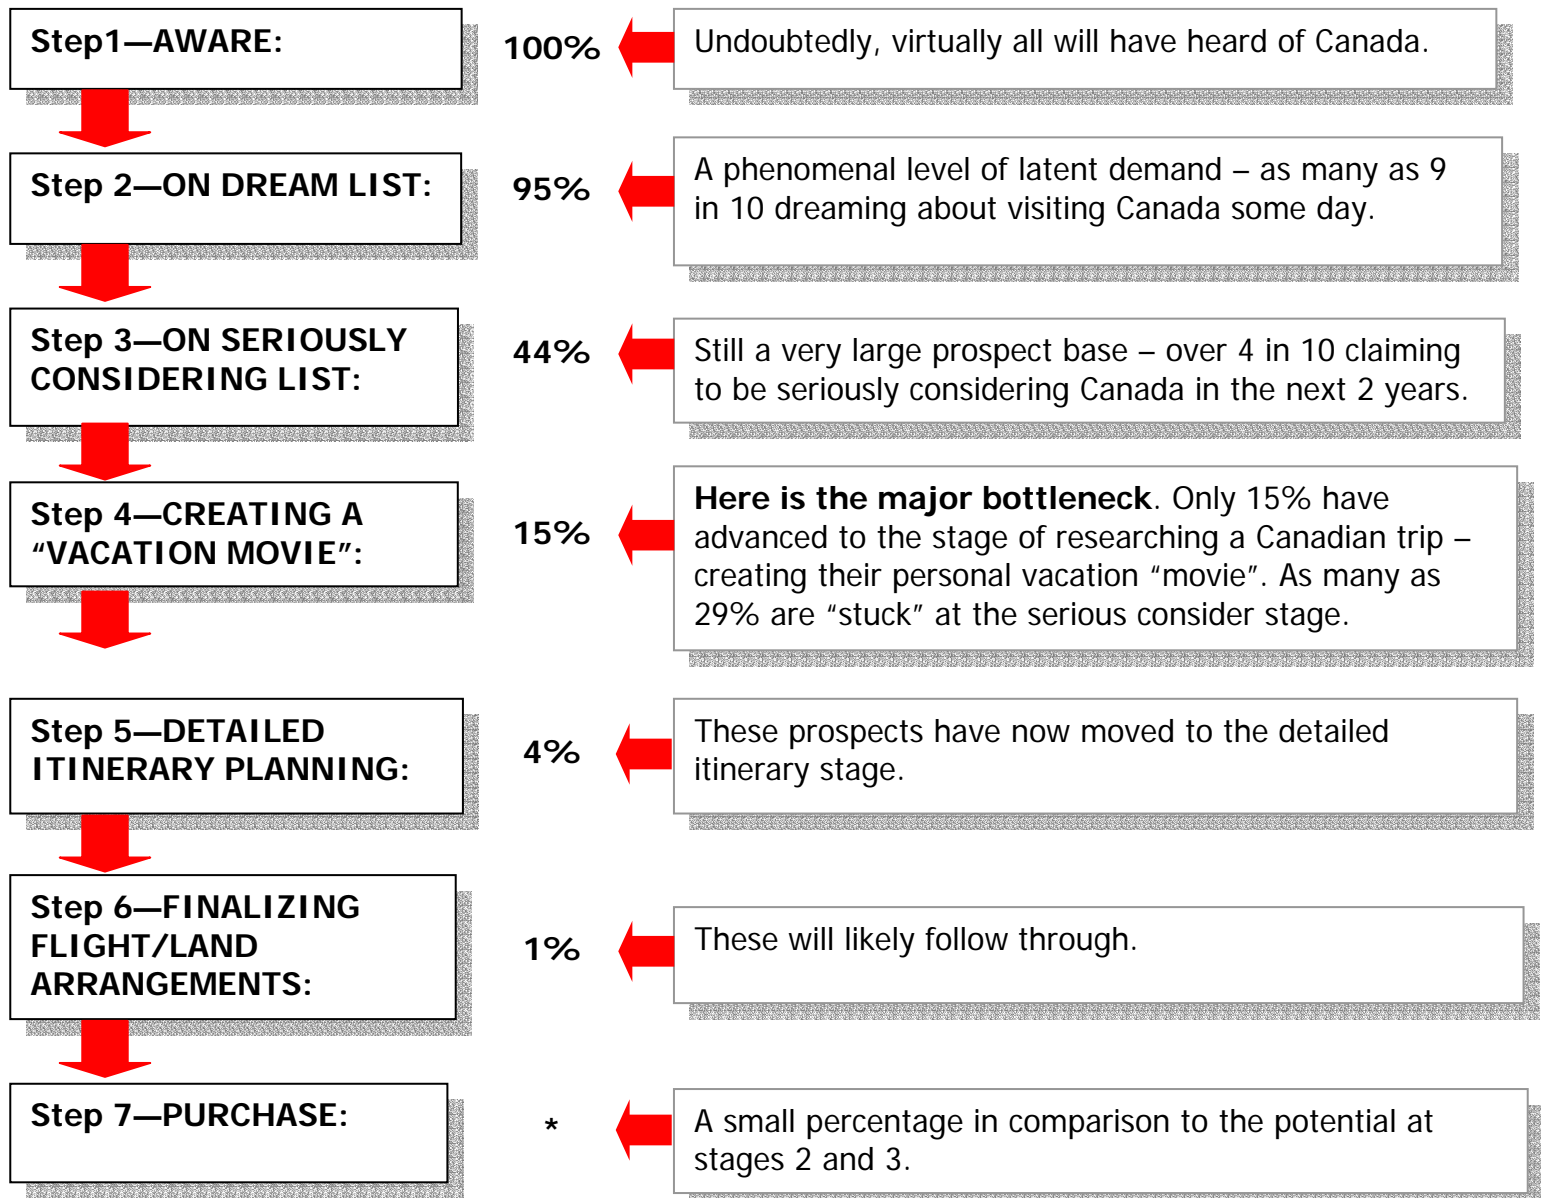 Step1—AWARE:
100%
Undoubtedly, virtually all will have heard of Canada.
Step 2—ON DREAM LIST:
95%
A phenomenal level of latent demand – as many as 9
in 10 dreaming about visiting Canada some day.
Step 3—ON SERIOUSLY
CONSIDERING LIST:
44%
Still a very large prospect base – over 4 in 10 claiming
to be seriously considering Canada in the next 2 years.
Step 4—CREATING A
“VACATION MOVIE”:
15%
Here is the major bottleneck. Only 15% have
advanced to the stage of researching a Canadian trip –
creating their personal vacation “movie”. As many as
29% are “stuck” at the serious consider stage.
Step 5—DETAILED
ITINERARY PLANNING:
4%
These prospects have now moved to the detailed
itinerary stage.
Step 6—FINALIZING
FLIGHT/LAND
ARRANGEMENTS:
1%
These will likely follow through.
Step 7—PURCHASE:
*
A small percentage in comparison to the potential at
stages 2 and 3.